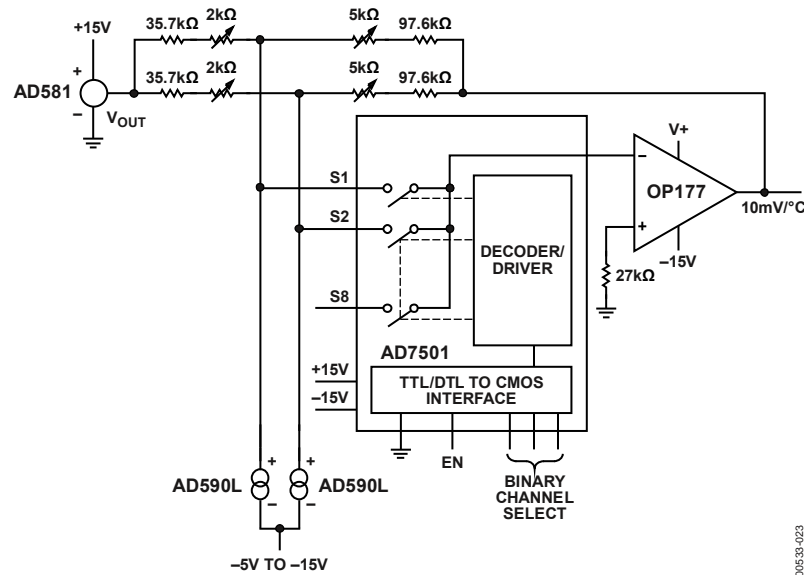 +15V
35.7kΩ
2kΩ
5kΩ
97.6kΩ
+
AD581
–
VOUT
35.7kΩ
2kΩ
5kΩ
97.6kΩ
S1
S2
S8
DECODER/
DRIVER
AD7501
+15V
–15V
TTL/DTL TO CMOS
INTERFACE
EN
BINARY
CHANNEL
SELECT
V+
–
OP177
+
–15V
10mV/°C
27kΩ
AD590L
+
–
+
–
AD590L
–5V TO –15V
00533-023